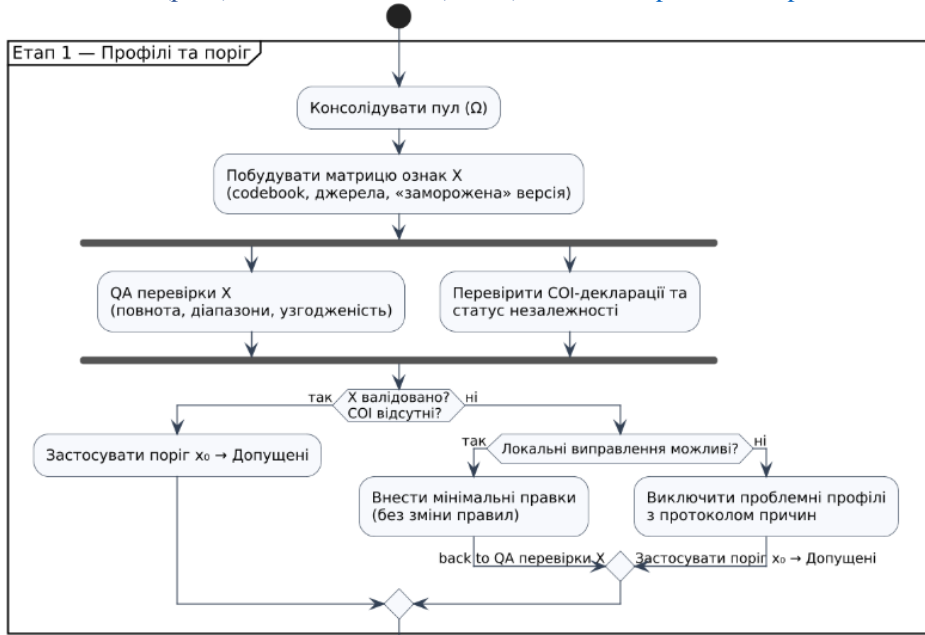 Етап 1 — Профілі та поріг
Консолідувати пул (Ω)
Побудувати матрицю ознак X
(codebook, джерела, «заморожена» версія)
QA перевірки X
(повнота, діапазони, узгодженість)
Перевірити COI-декларації та
статус незалежності
так
X валідовано?
COI відсутні?
ні
Застосувати поріг x₀ → Допущені
так
Локальні виправлення можливі?
ні
Внести мінімальні правки
(без зміни правил)
Виключити проблемні профілі
з протоколом причин
back to QA перевірки X
Застосувати поріг x₀ → Допущені